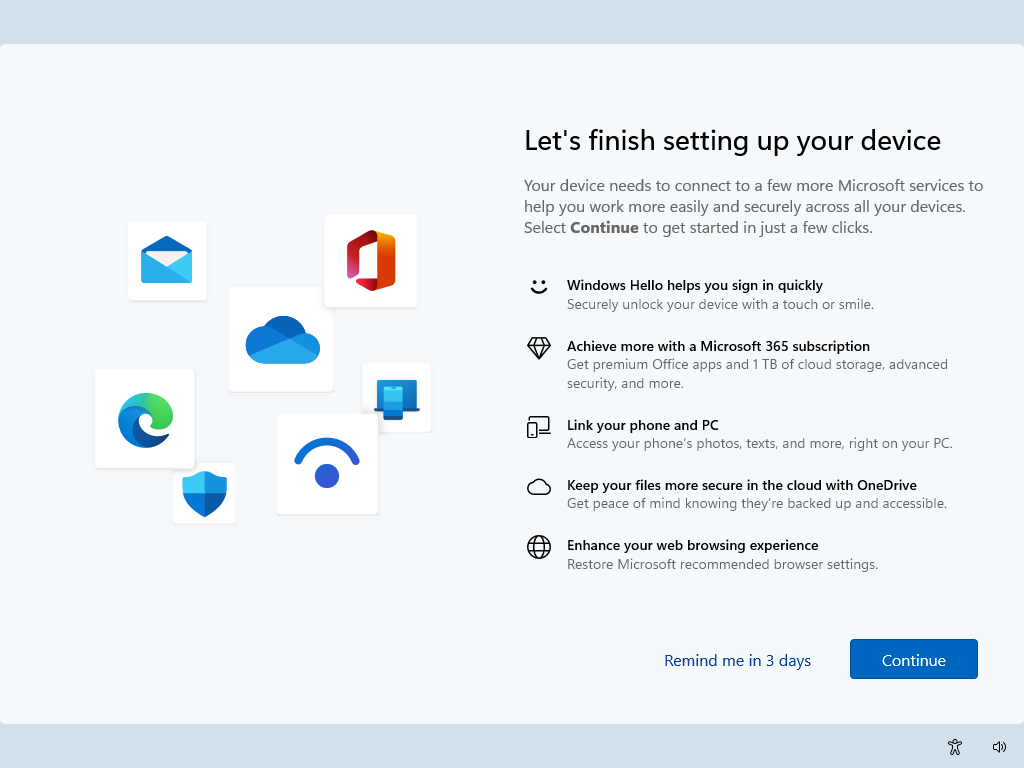 Let's finish setting up your device
Your device needs to connect to a few more Microsoft services to
help you work more easily and securely across all your devices.
Select Continue to get started in just a few clicks.
Windows Hello helps you sign in quickly
Securely unlock your device with a touch or smile.
Achieve more with a Microsoft 365 subscription
Get premium Office apps and 1 TB of cloud storage, advanced
security, and more.
Link your phone and PC
Access your phone's photos, texts, and more, right on your PC.
Keep your files more secure in the cloud with OneDrive
Get peace of mind knowing they're backed up and accessible.
Enhance your web browsing experience
Restore Microsoft recommended browser settings.
Remind me in 3 days
Continue